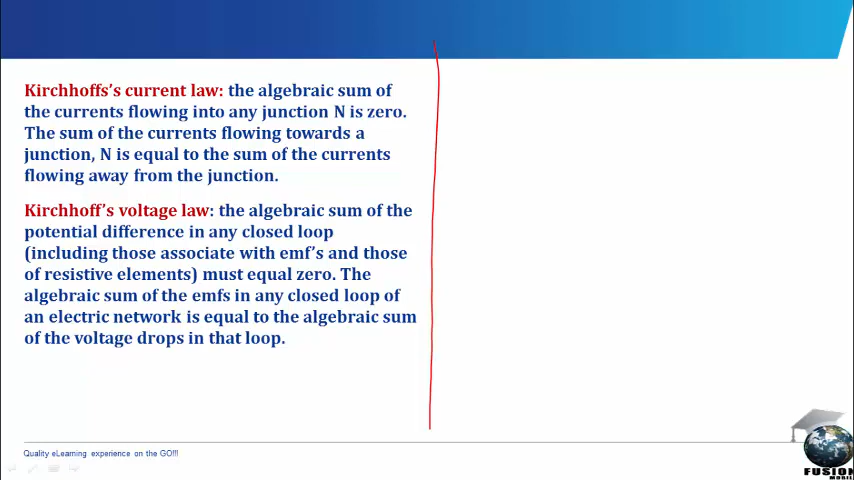 Kirchhoffs's current law: the algebraic sum of
the currents flowing into any junction N is zero.
The sum of the currents flowing towards a
junction, N is equal to the sum of the currents
flowing away from the junction.
Kirchhoff's voltage law: the algebraic sum of the
potential difference in any closed loop
(including those associate with emf's and those
of resistive elements) must equal zero. The
algebraic sum of the emfs in any closed loop of
an electric network is equal to the algebraic sum
of the voltage drops in that loop.
Quality eLearning experience on the GO!!!
FUSION
MOBILE